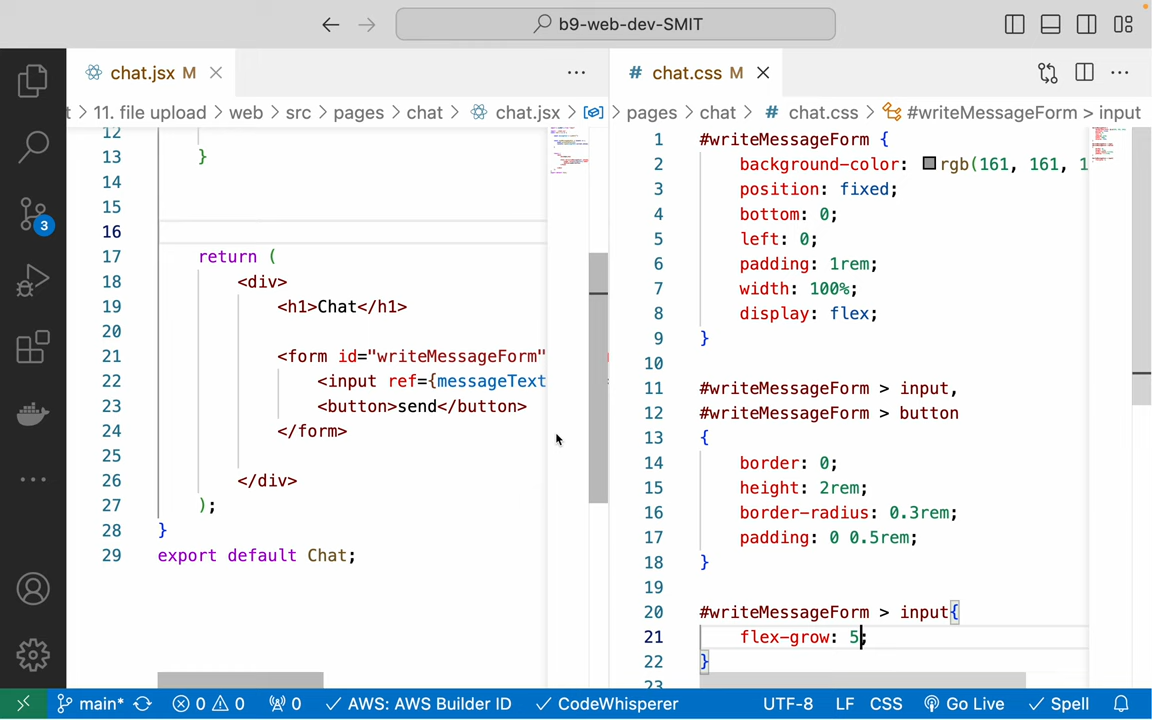 b9-web-dev-SMIT
chat.jsx M
chat.css M
11. file upload web src pages chat chat.jsx
pages chat chat.css #writeMessageForm > input
12
13 }
14
15
16
17 return (
18 <div>
19 <h1>Chat</h1>
20
21 <form id="writeMessageForm"
22 <input ref={messageText
23 <button>send</button>
24 </form>
25
26 </div>
27 );
28 }
29 export default Chat;
1 #writeMessageForm {
2 background-color: rgb(161, 161, 1
3 position: fixed;
4 bottom: 0;
5 left: 0;
6 padding: 1rem;
7 width: 100%;
8 display: flex;
9 }
10
11 #writeMessageForm > input,
12 #writeMessageForm > button
13 {
14 border: 0;
15 height: 2rem;
16 border-radius: 0.3rem;
17 padding: 0 0.5rem;
18 }
19
20 #writeMessageForm > input{
21 flex-grow: 5;
22 }
23
3
main* 0 0 0 AWS: AWS Builder ID CodeWhisperer UTF-8 LF CSS Go Live Spell